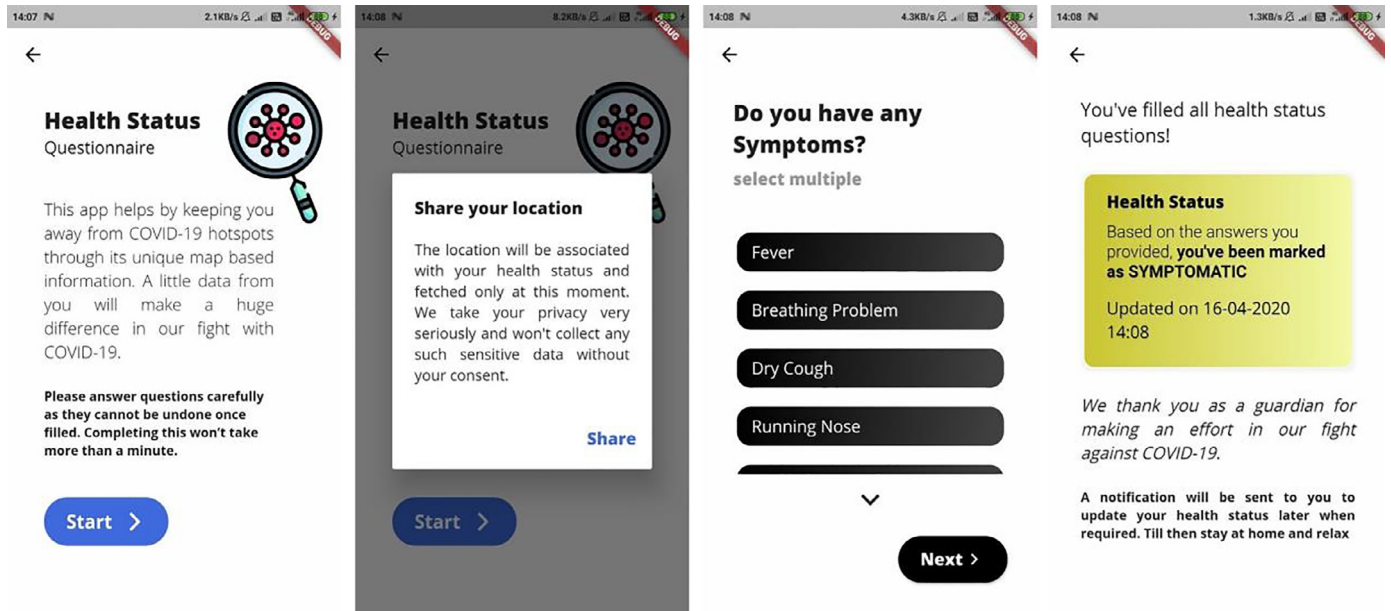 14:07
2.1KB/s
DEBUG
Health Status
Questionnaire
This app helps by keeping you
away from COVID-19 hotspots
through its unique map based
information. A little data from
you will make a huge
difference in our fight with
COVID-19.
Please answer questions carefully
as they cannot be undone once
filled. Completing this won't take
more than a minute.
Start
14:08
8.2KB/s
DEBUG
Health Status
Questionnaire
Share your location
The location will be associated
with your health status and
fetched only at this moment.
We take your privacy very
seriously and won't collect any
such sensitive data without
your consent.
Share
Start
14:08
4.3KB/s
DEBUG
Do you have any
Symptoms?
select multiple
Fever
Breathing Problem
Dry Cough
Running Nose
Next
14:08
1.3KB/s
DEBUG
You've filled all health status
questions!
Health Status
Based on the answers you
provided, you've been marked
as SYMPTOMATIC
Updated on 16-04-2020
14:08
We thank you as a guardian for
making an effort in our fight
against COVID-19.
A notification will be sent to you to
update your health status later when
required. Till then stay at home and relax